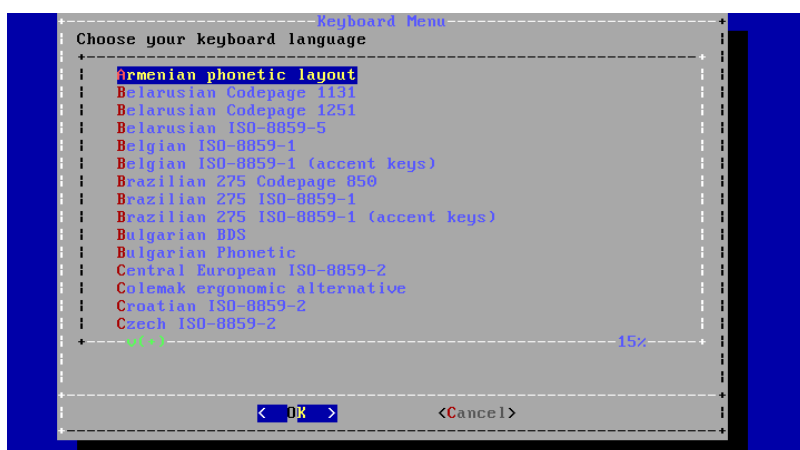 Keyboard Menu
Choose your keyboard language
Armenian phonetic layout
Belarusian Codepage 1131
Belarusian Codepage 1251
Belarusian ISO-8859-5
Belgian ISO-8859-1
Belgian ISO-8859-1 (accent keys)
Brazilian 275 Codepage 850
Brazilian 275 ISO-8859-1
Brazilian 275 ISO-8859-1 (accent keys)
Bulgarian BDS
Bulgarian Phonetic
Central European ISO-8859-2
Colemak ergonomic alternative
Croatian ISO-8859-2
Czech ISO-8859-2
v(+) 15%
< OK > <Cancel>